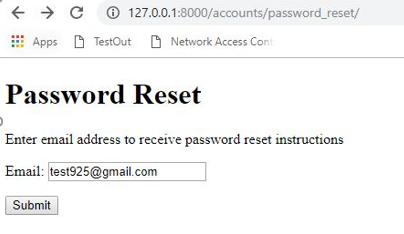 127.0.0.1:8000/accounts/password_reset/
Apps TestOut Network Access Cont
Password Reset
Enter email address to receive password reset instructions
Email: test925@gmail.com
Submit